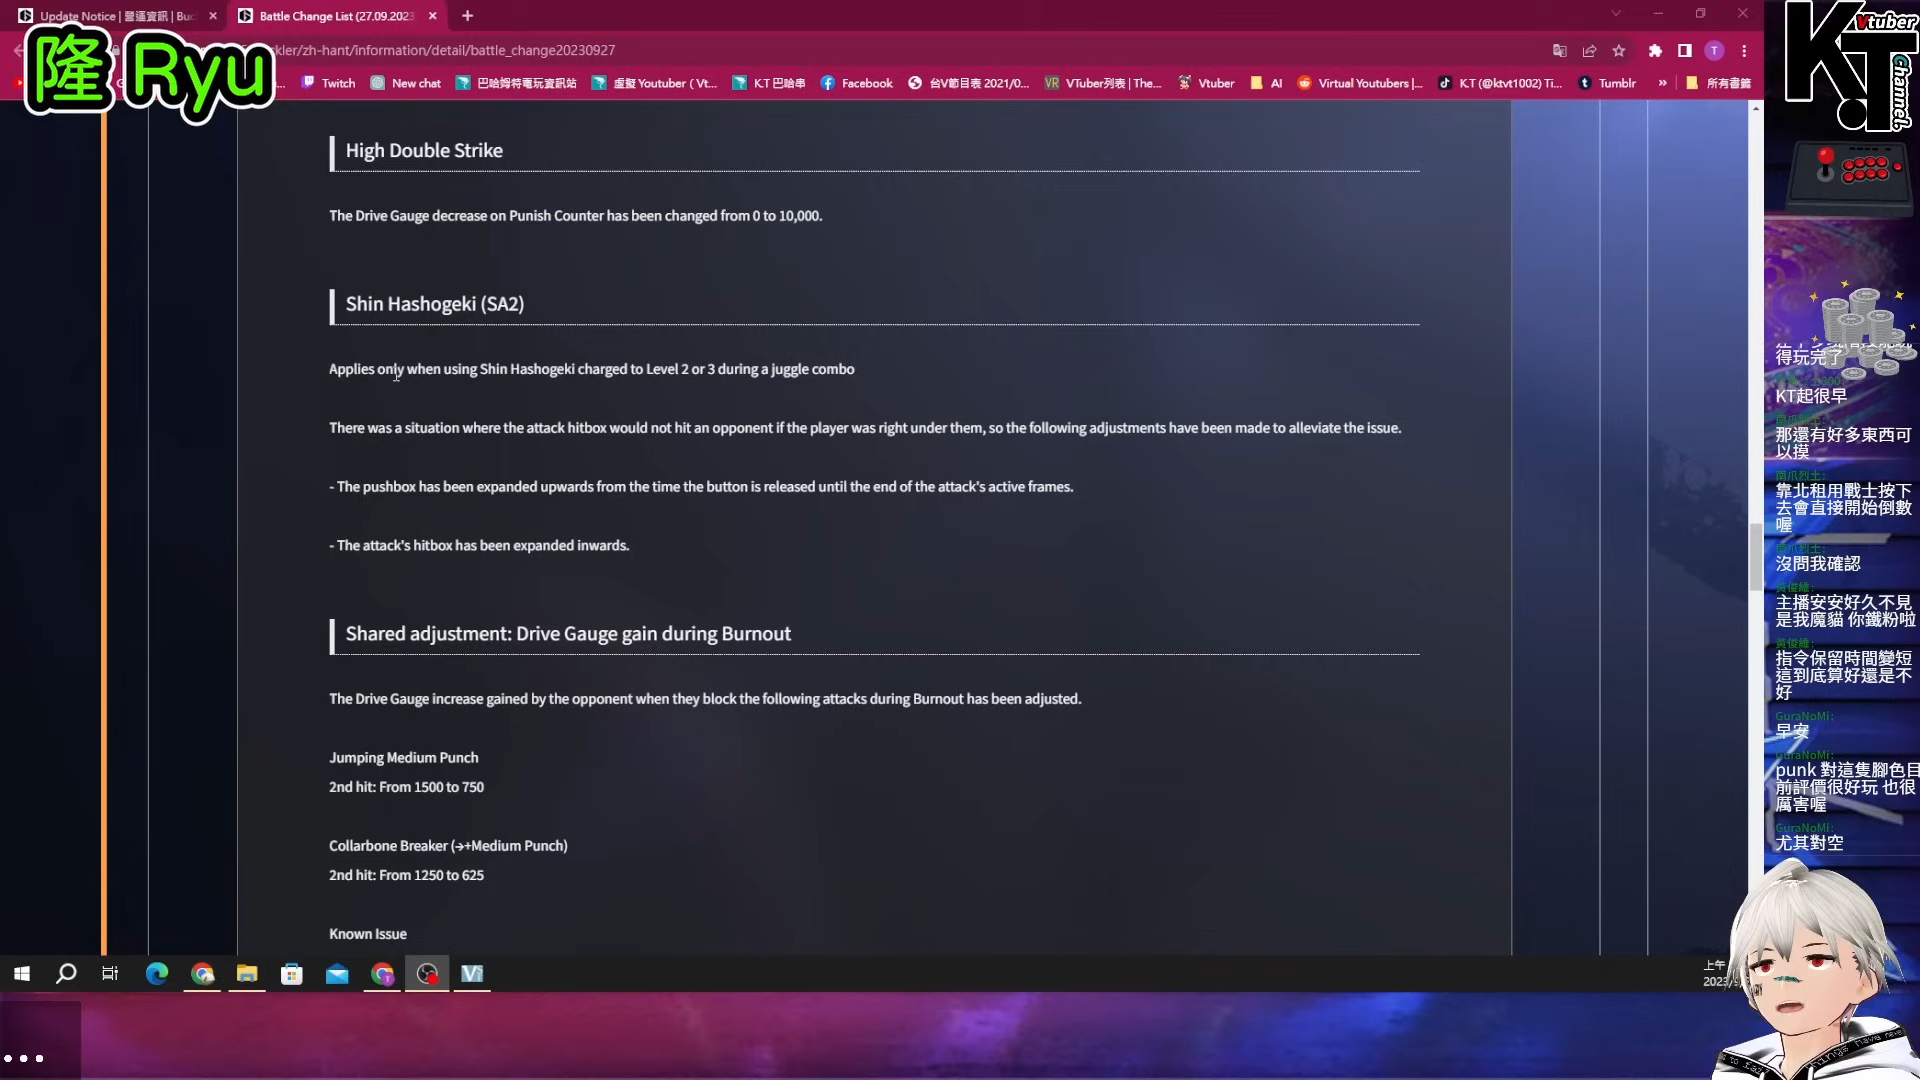 Update Notice | 營運資訊 | Buc
Battle Change List (27.09.2023
隆 Ryu
kler/zh-hant/information/detail/battle_change20230927
T
Twitch
New chat
巴哈姆特電玩資訊站
虛擬 Youtuber ( Vt...
K.T 巴哈串
Facebook
台V節目表 2021/0...
VTuber列表 | The...
Vtuber
AI
Virtual Youtubers |...
K.T (@ktvt1002) Ti...
Tumblr
»
所有書籤
K.T
Vtuber
Channel.
High Double Strike
The Drive Gauge decrease on Punish Counter has been changed from 0 to 10,000.
Shin Hashogeki (SA2)
Applies only when using Shin Hashogeki charged to Level 2 or 3 during a juggle combo
There was a situation where the attack hitbox would not hit an opponent if the player was right under them, so the following adjustments have been made to alleviate the issue.
- The pushbox has been expanded upwards from the time the button is released until the end of the attack's active frames.
- The attack's hitbox has been expanded inwards.
Shared adjustment: Drive Gauge gain during Burnout
The Drive Gauge increase gained by the opponent when they block the following attacks during Burnout has been adjusted.
Jumping Medium Punch
2nd hit: From 1500 to 750
Collarbone Breaker (→+Medium Punch)
2nd hit: From 1250 to 625
Known Issue
得玩完了
KT起很早
那還有好多東西可
以摸
靠北租用戰士按下
去會直接開始倒數
喔
沒問我確認
黃俊維:
主播安安好久不見
是我魔貓 你鐵粉啦
黃俊維:
指令保留時間變短
這到底算好還是不
好
GuraNoMi:
早安
GuraNoMi:
punk 對這隻腳色目
前評價很好玩 也很
厲害喔
GuraNoMi:
尤其對空
上午
2023/9/